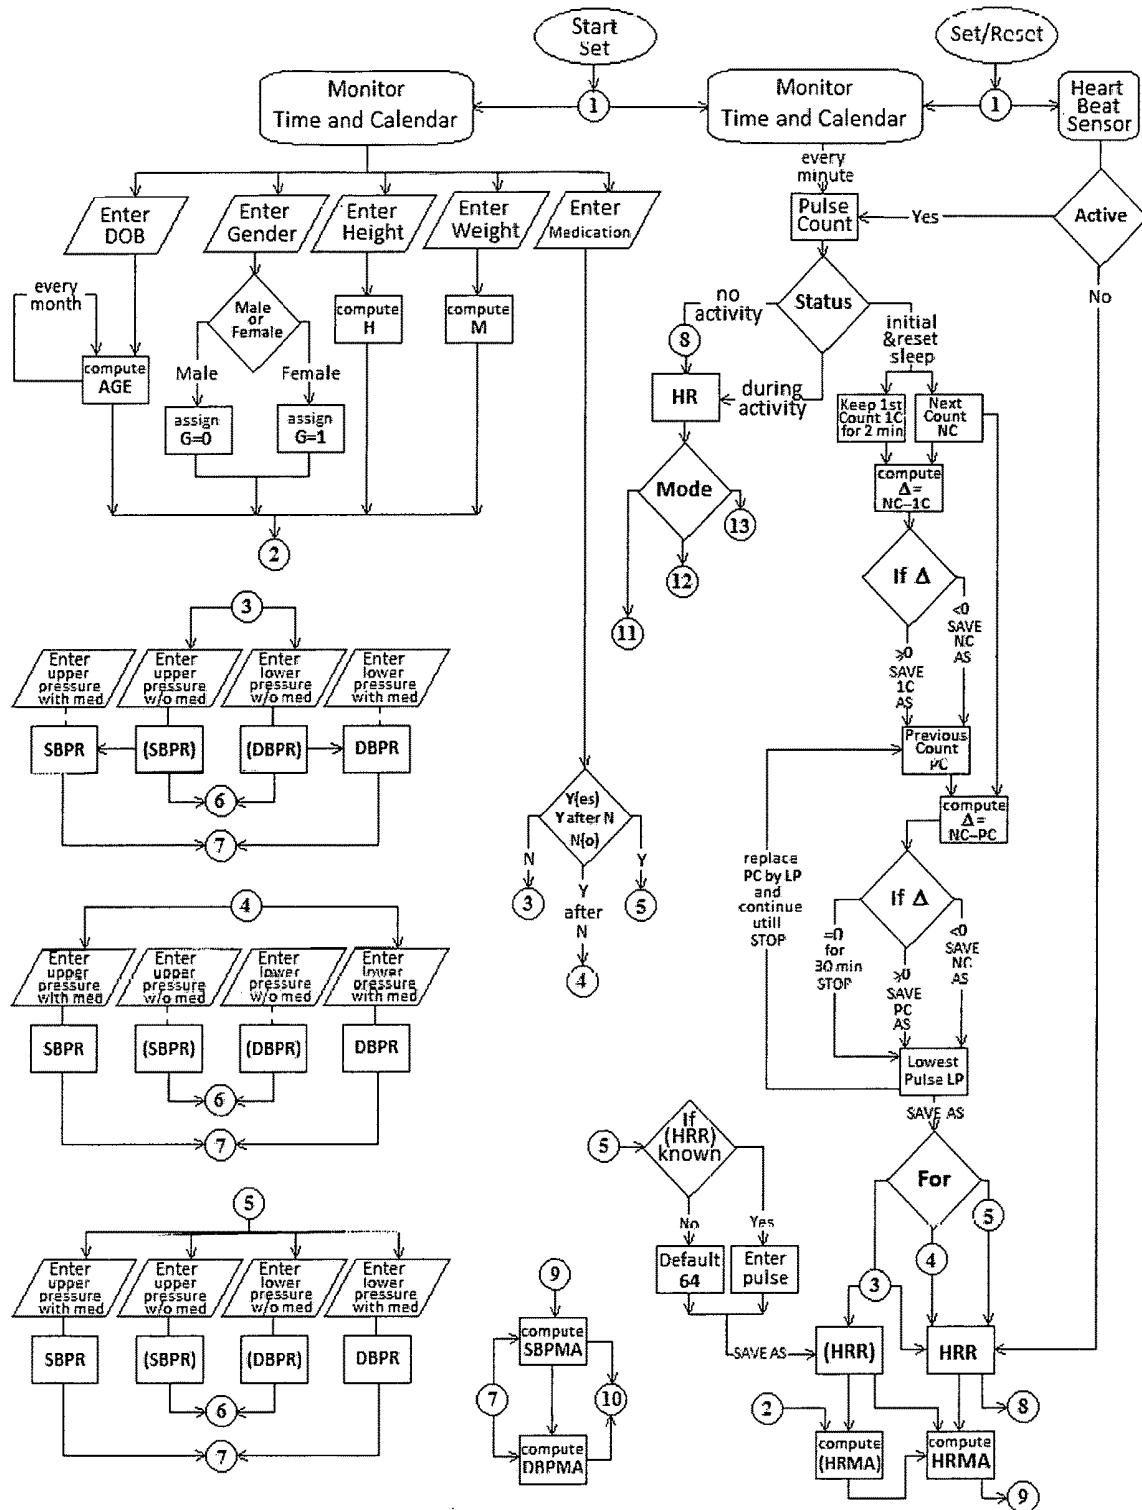 Start
Set
Set/Reset
Monitor
Time and Calendar
1
Monitor
Time and Calendar
1
Heart
Beat
Sensor
every
minute
Enter
DOB
Enter
Gender
Enter
Height
Enter
Weight
Enter
Medication
Pulse
Count
Yes
Active
No
every
month
Male
or
Female
compute
H
compute
M
no
activity
Status
initial
&reset
sleep
8
compute
AGE
Male
Female
HR
during
activity
Keep 1st
Count 1C
for 2 min
Next
Count
NC
assign
G=0
assign
G=1
compute
Δ=
NC–1C
Mode
13
2
12
11
If Δ
<0
SAVE
NC
AS
≥0
SAVE
1C
AS
3
Enter
upper
pressure
with med
Enter
upper
pressure
w/o med
Enter
lower
pressure
w/o med
Enter
lower
pressure
with med
SBPR
(SBPR)
(DBPR)
DBPR
6
7
Previous
Count
PC
compute
Δ=
NC–PC
Y(es)
Y after N
N(o)
N
Y
3
5
Y
after
N
4
replace
PC by LP
and
continue
utill
STOP
If Δ
=0
for
30 min
STOP
≥0
SAVE
PC
AS
<0
SAVE
NC
AS
4
Enter
upper
pressure
with med
Enter
upper
pressure
w/o med
Enter
lower
pressure
w/o med
Enter
lower
pressure
with med
SBPR
(SBPR)
(DBPR)
DBPR
6
7
Lowest
Pulse LP
SAVE AS
5
If
(HRR)
known
For
5
4
3
No
Yes
Default
64
Enter
pulse
5
Enter
upper
pressure
with med
Enter
upper
pressure
w/o med
Enter
lower
pressure
w/o med
Enter
lower
pressure
with med
SBPR
(SBPR)
(DBPR)
DBPR
6
7
9
compute
SBPMA
7
10
compute
DBPMA
SAVE AS
(HRR)
HRR
2
8
compute
(HRMA)
compute
HRMA
9